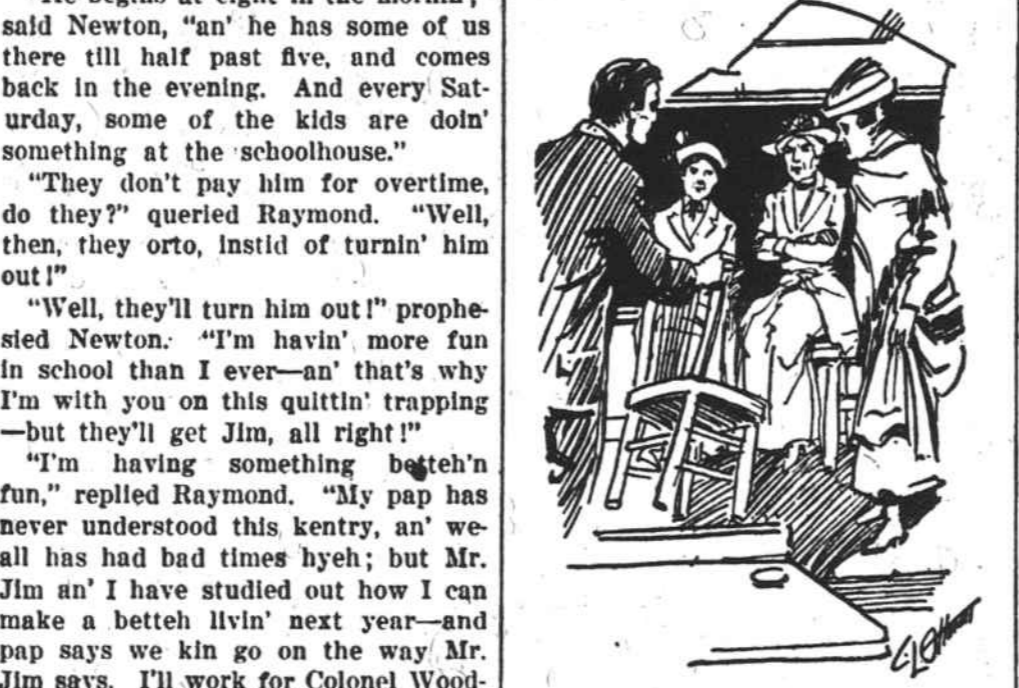 "He begins at eight in the mornin',"
said Newton, "an' he has some of us
there till half past five, and comes
back in the evening. And every Sat-
urday, some of the kids are doin'
something at the schoolhouse."
"They don't pay him for overtime,
do they?" queried Raymond. "Well,
then, they orto, instid of turnin' him
out!"
"Well, they'll turn him out!" prophe-
sied Newton. "I'm havin' more fun
in school than I ever—an' that's why
I'm with you on this quittin' trapping
—but they'll get Jim, all right!"
"I'm having something betteh'n
fun," replied Raymond. "My pap has
never understood this kentry, an' we-
all has had bad times hyeh; but Mr.
Jim an' I have studied out how I can
make a betteh livin' next year—and
pap says we kin go on the way Mr.
Jim says. I'll work for Colonel Wood-